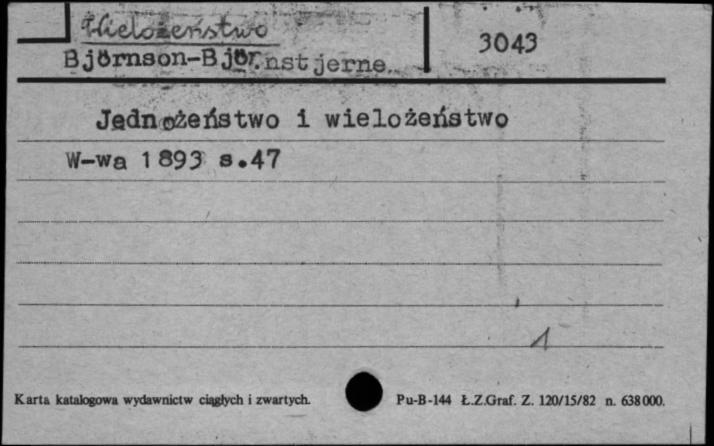 Wielożeństwo
3043
Björnson-Björnstjerne
Jednożeństwo i wielożeństwo
W-wa 1893 s.47
1
Karta katalogowa wydawnictw ciągłych i zwartych.
Pu-B-144 Ł.Z.Graf. Z. 120/15/82 n. 638000.